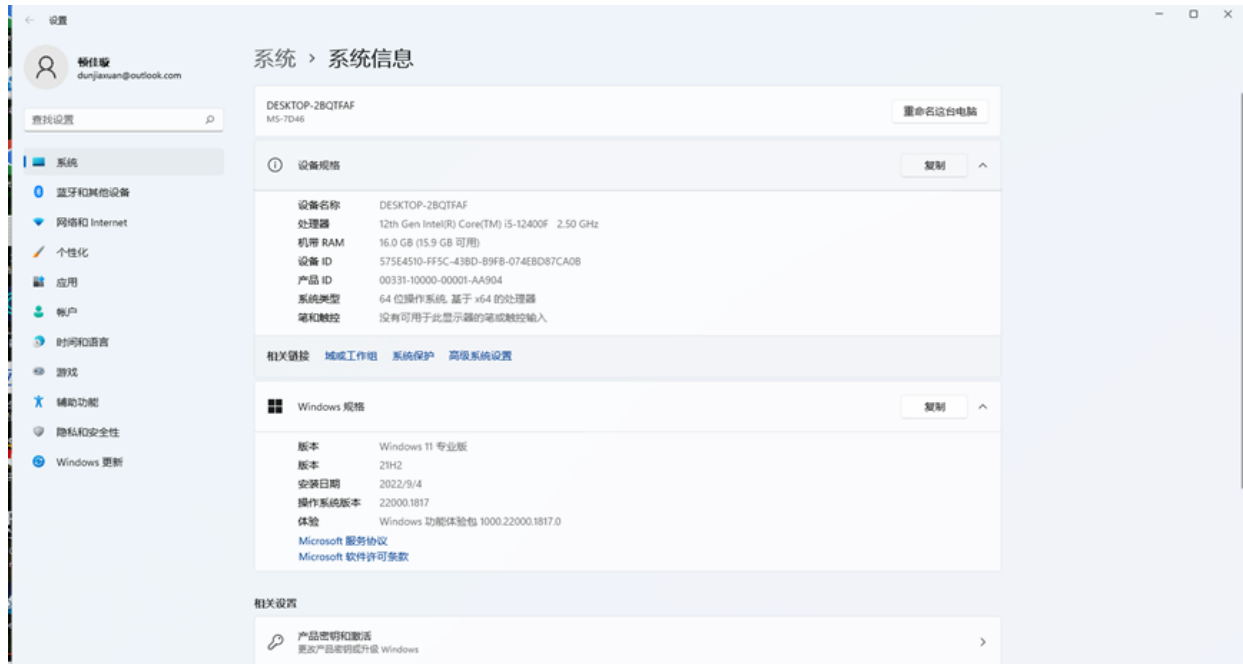 设置
顿佳璇
dunjiaxuan@outlook.com
查找设置
系统
蓝牙和其他设备
网络和 Internet
个性化
应用
帐户
时间和语言
游戏
辅助功能
隐私和安全性
Windows 更新
系统 › 系统信息
DESKTOP-2BQTFAF
MS-7D46
重命名这台电脑
设备规格
复制
设备名称 DESKTOP-2BQTFAF
处理器 12th Gen Intel(R) Core(TM) i5-12400F 2.50 GHz
机带 RAM 16.0 GB (15.9 GB 可用)
设备 ID 575E4510-FF5C-43BD-B9FB-074EBD87CA0B
产品 ID 00331-10000-00001-AA904
系统类型 64 位操作系统, 基于 x64 的处理器
笔和触控 没有可用于此显示器的笔或触控输入
相关链接 域或工作组 系统保护 高级系统设置
Windows 规格
复制
版本 Windows 11 专业版
版本 21H2
安装日期 2022/9/4
操作系统版本 22000.1817
体验 Windows 功能体验包 1000.22000.1817.0
Microsoft 服务协议
Microsoft 软件许可条款
相关设置
产品密钥和激活
更改产品密钥或升级 Windows